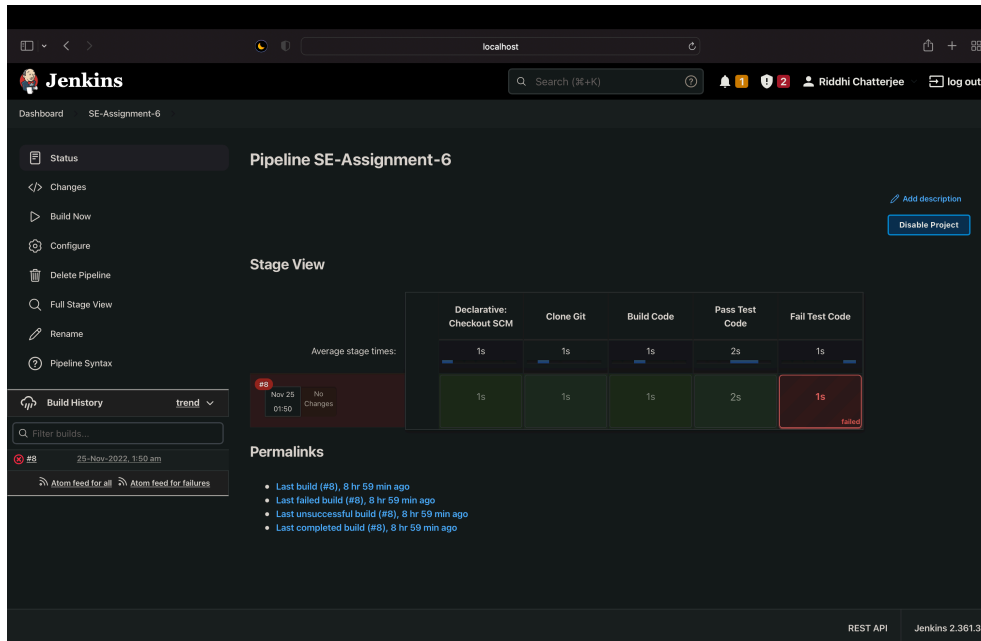 localhost
Jenkins
Search (⌘+K)
1
2
Riddhi Chatterjee
log out
Dashboard
SE-Assignment-6
Status
Changes
Build Now
Configure
Delete Pipeline
Full Stage View
Rename
Pipeline Syntax
Build History
trend
Filter builds...
#8
25-Nov-2022, 1:50 am
Atom feed for all
Atom feed for failures
Pipeline SE-Assignment-6
Add description
Disable Project
Stage View
Declarative:
Checkout SCM
Clone Git
Build Code
Pass Test
Code
Fail Test Code
Average stage times:
1s
1s
1s
2s
1s
#8
Nov 25
01:50
No
Changes
1s
1s
1s
2s
1s
failed
Permalinks
Last build (#8), 8 hr 59 min ago
Last failed build (#8), 8 hr 59 min ago
Last unsuccessful build (#8), 8 hr 59 min ago
Last completed build (#8), 8 hr 59 min ago
REST API
Jenkins 2.361.3